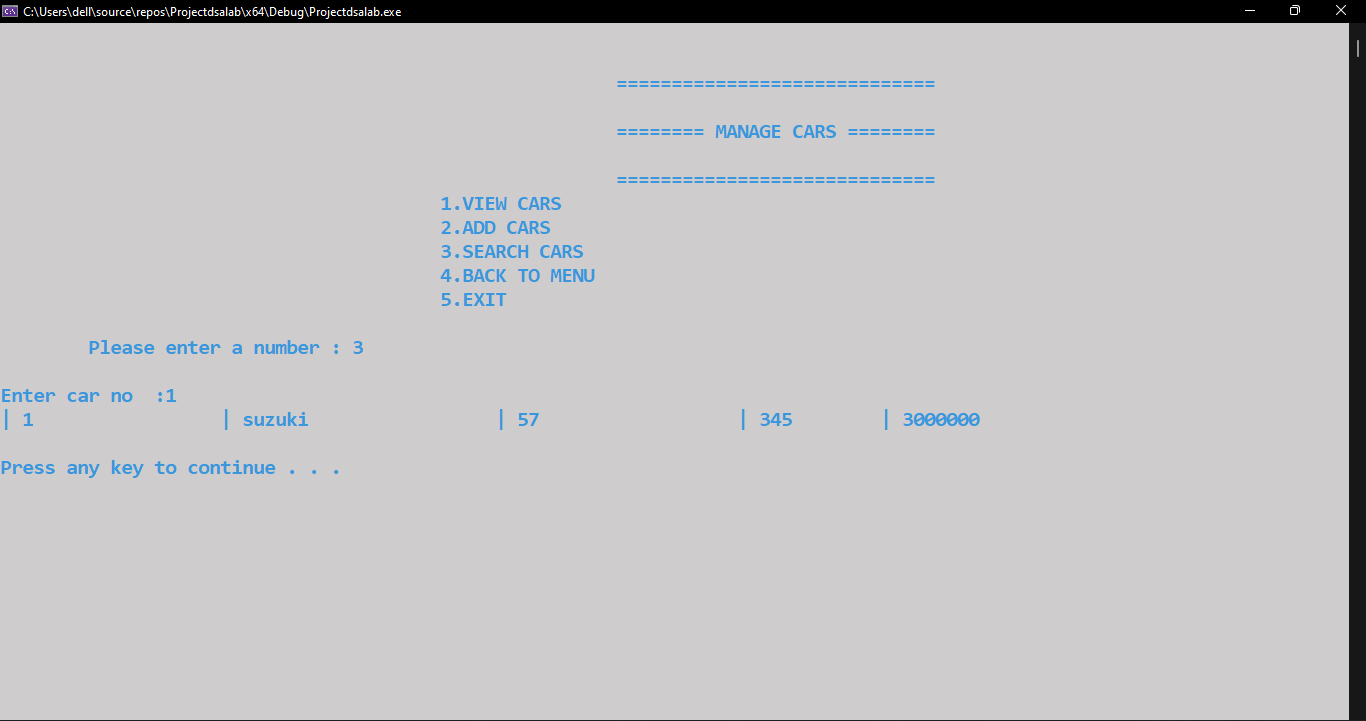 C:\Users\dell\source\repos\Projectdsalab\x64\Debug\Projectdsalab.exe
=============================
======== MANAGE CARS ========
=============================
1.VIEW CARS
2.ADD CARS
3.SEARCH CARS
4.BACK TO MENU
5.EXIT
Please enter a number : 3
Enter car no  :1
| 1 | suzuki | 57 | 345 | 3000000
Press any key to continue . . .